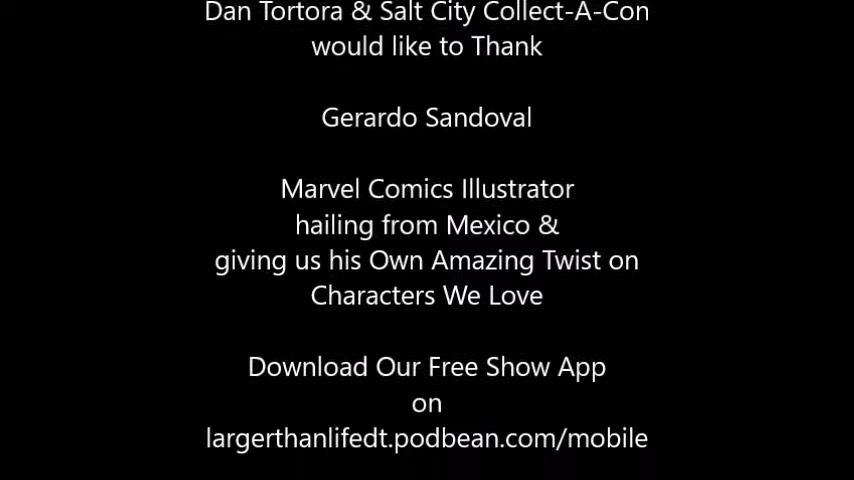 Dan Tortora & Salt City Collect-A-Con
would like to Thank
Gerardo Sandoval
Marvel Comics Illustrator
hailing from Mexico &
giving us his Own Amazing Twist on
Characters We Love
Download Our Free Show App
on
largerthanlifedt.podbean.com/mobile